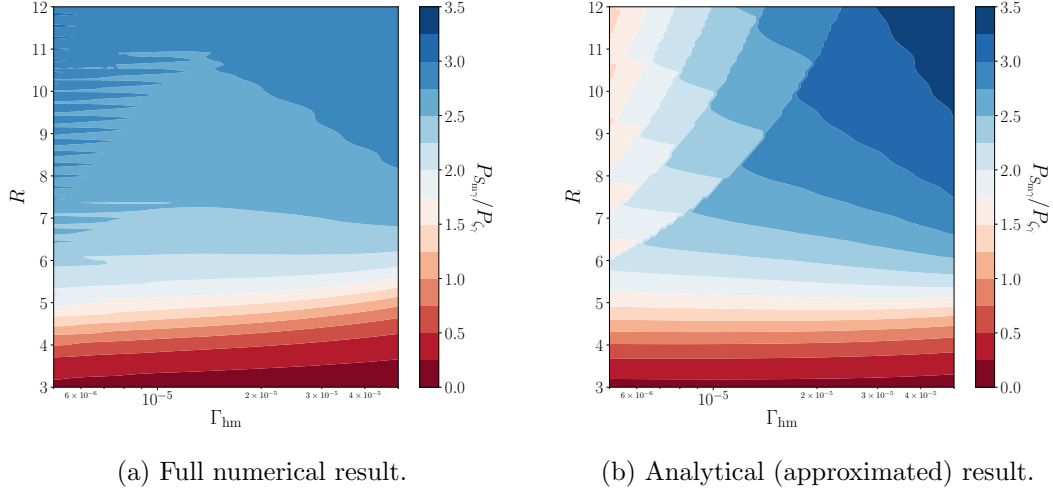 12
11
10
9
8
7
6
5
4
3
R
6 × 10⁻⁶
10⁻⁵
2 × 10⁻⁵
3 × 10⁻⁵
4 × 10⁻⁵
Γ_hm
3.5
3.0
2.5
2.0
1.5
1.0
0.5
0.0
P_{S_{mγ}}/P_{ζ_γ}
(a) Full numerical result.
12
11
10
9
8
7
6
5
4
3
R
6 × 10⁻⁶
10⁻⁵
2 × 10⁻⁵
3 × 10⁻⁵
4 × 10⁻⁵
Γ_hm
3.5
3.0
2.5
2.0
1.5
1.0
0.5
0.0
P_{S_{mγ}}/P_{ζ_γ}
(b) Analytical (approximated) result.